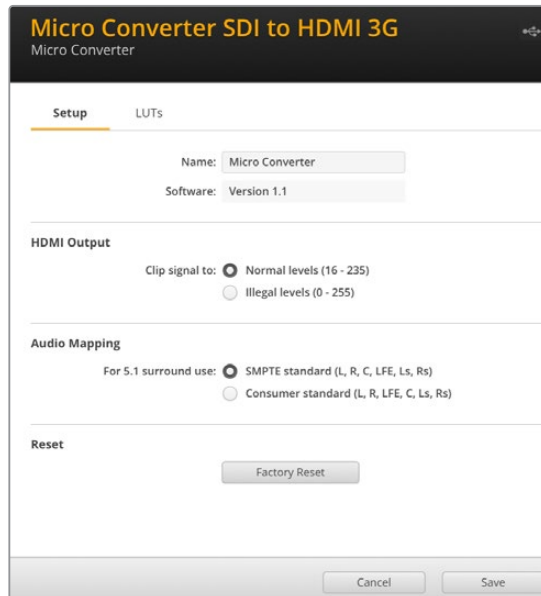 Micro Converter SDI to HDMI 3G
Micro Converter
Setup LUTs
Name: Micro Converter
Software: Version 1.1
HDMI Output
Clip signal to: Normal levels (16 - 235)
Illegal levels (0 - 255)
Audio Mapping
For 5.1 surround use: SMPTE standard (L, R, C, LFE, Ls, Rs)
Consumer standard (L, R, LFE, C, Ls, Rs)
Reset
Factory Reset
Cancel Save